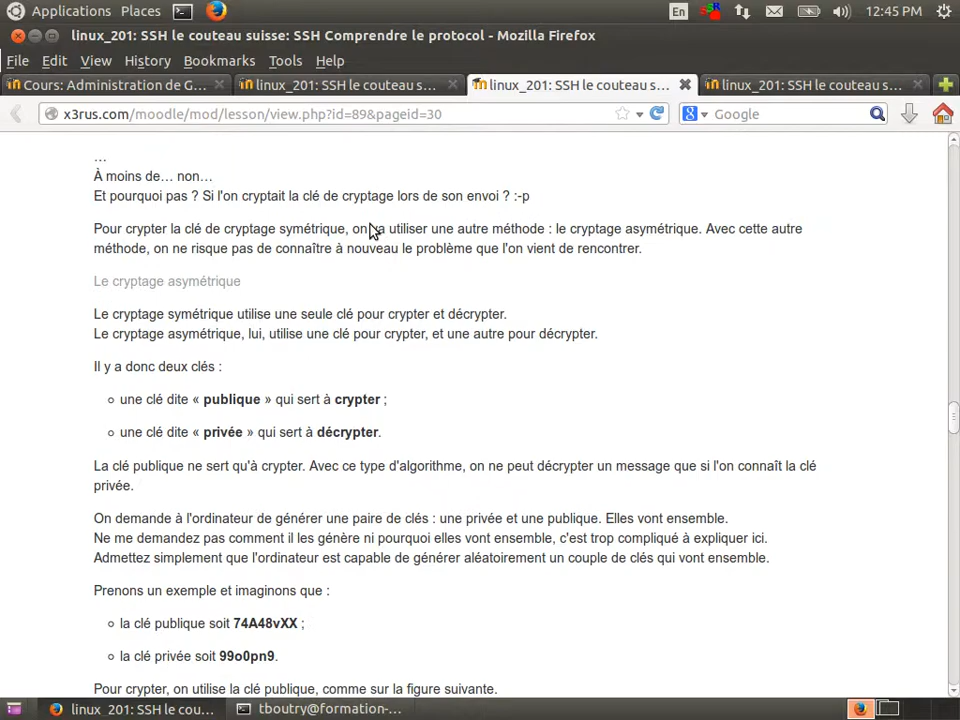 Applications Places En 12:45 PM
linux_201: SSH le couteau suisse: SSH Comprendre le protocol - Mozilla Firefox
File Edit View History Bookmarks Tools Help
Cours: Administration de G... linux_201: SSH le couteau s... linux_201: SSH le couteau s... linux_201: SSH le couteau s...
x3rus.com/moodle/mod/lesson/view.php?id=89&pageid=30 Google
…
À moins de… non…
Et pourquoi pas ? Si l'on cryptait la clé de cryptage lors de son envoi ? :-p
Pour crypter la clé de cryptage symétrique, on va utiliser une autre méthode : le cryptage asymétrique. Avec cette autre
méthode, on ne risque pas de connaître à nouveau le problème que l'on vient de rencontrer.
Le cryptage asymétrique
Le cryptage symétrique utilise une seule clé pour crypter et décrypter.
Le cryptage asymétrique, lui, utilise une clé pour crypter, et une autre pour décrypter.
Il y a donc deux clés :
une clé dite « publique » qui sert à crypter ;
une clé dite « privée » qui sert à décrypter.
La clé publique ne sert qu'à crypter. Avec ce type d'algorithme, on ne peut décrypter un message que si l'on connaît la clé
privée.
On demande à l'ordinateur de générer une paire de clés : une privée et une publique. Elles vont ensemble.
Ne me demandez pas comment il les génère ni pourquoi elles vont ensemble, c'est trop compliqué à expliquer ici.
Admettez simplement que l'ordinateur est capable de générer aléatoirement un couple de clés qui vont ensemble.
Prenons un exemple et imaginons que :
la clé publique soit 74A48vXX ;
la clé privée soit 99o0pn9.
Pour crypter, on utilise la clé publique, comme sur la figure suivante.
linux_201: SSH le cou... tboutry@formation-...